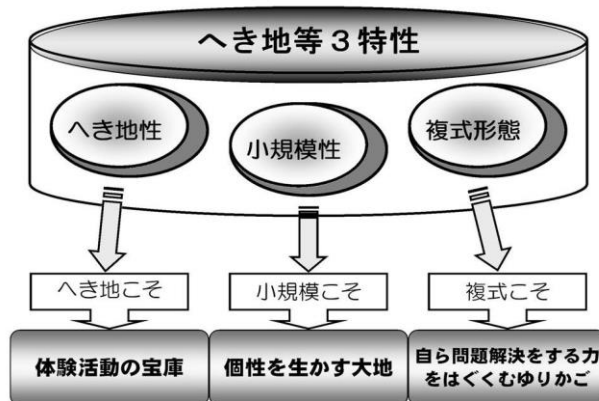 へき地等３特性
へき地性
小規模性
複式形態
へき地こそ
小規模こそ
複式こそ
体験活動の宝庫
個性を生かす大地
自ら問題解決をする力
をはぐくむゆりかご